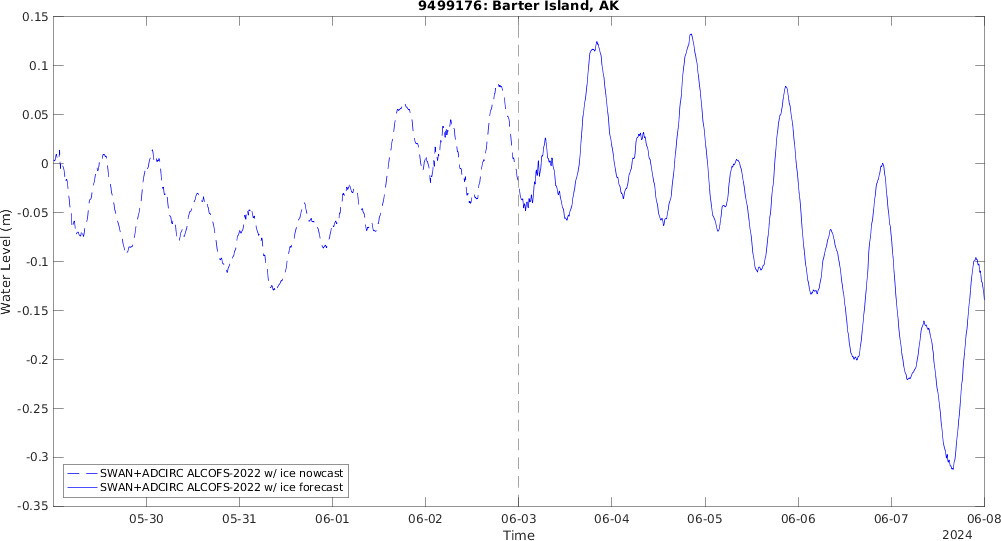 9499176: Barter Island, AK
0.15
0.1
0.05
0
-0.05
-0.1
-0.15
-0.2
-0.25
-0.3
-0.35
Water Level (m)
SWAN+ADCIRC ALCOFS-2022 w/ ice nowcast
SWAN+ADCIRC ALCOFS-2022 w/ ice forecast
05-30 05-31 06-01 06-02 06-03 06-04 06-05 06-06 06-07 06-08
Time
2024